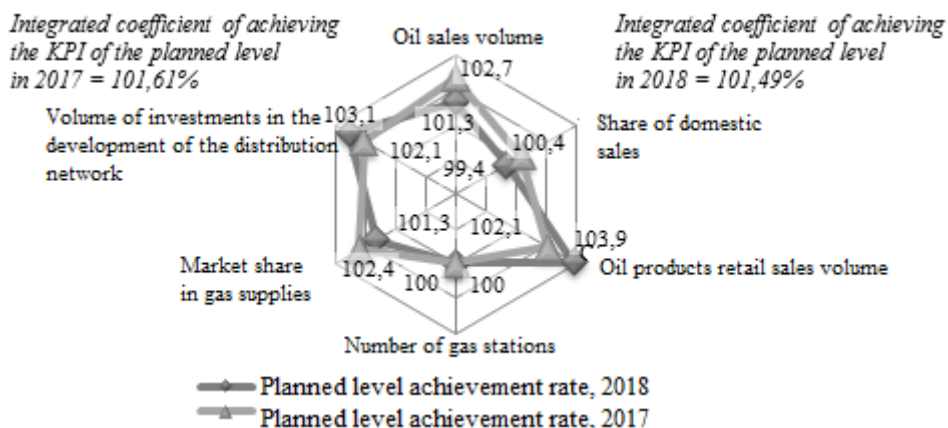 Integrated coefficient of achieving
the KPI of the planned level
in 2017 = 101,61%
Integrated coefficient of achieving
the KPI of the planned level
in 2018 = 101,49%
Oil sales volume
102,7
101,3
Share of domestic
sales
100,4
99,4
Oil products retail sales volume
103,9
102,1
Number of gas stations
100
100
Market share
in gas supplies
101,3
102,4
Volume of investments in the
development of the distribution
network
103,1
102,1
Planned level achievement rate, 2018
Planned level achievement rate, 2017